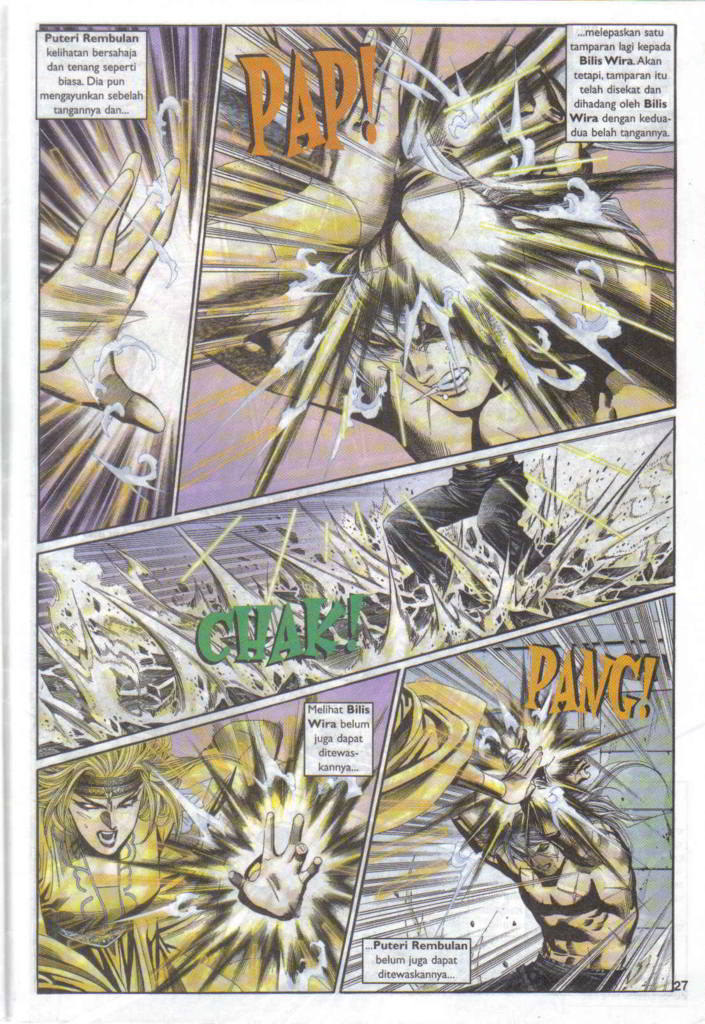 Puteri Rembulan
kelihatan bersahaja
dan tenang seperti
biasa. Dia pun
mengayunkan sebelah
tangannya dan...
PAP!
...melepaskan satu
tamparan lagi kepada
Bilis Wira. Akan
tetapi, tamparan itu
telah disekat dan
dihadang oleh Bilis
Wira dengan kedua-
dua belah tangannya.
CHAK!
Melihat Bilis
Wira belum
juga dapat
ditewas-
kannya...
PANG!
...Puteri Rembulan
belum juga dapat
ditewaskannya...
27